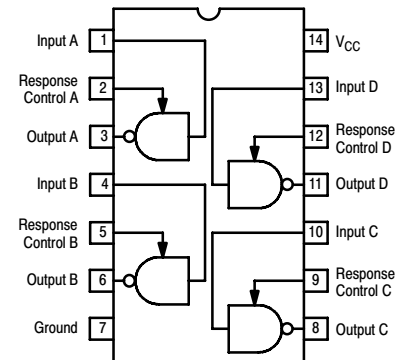 Input A 1
14 VCC
Response
Control A 2
13 Input D
Output A 3
12 Response
Control D
Input B 4
11 Output D
Response
Control B 5
10 Input C
Output B 6
9 Response
Control C
Ground 7
8 Output C